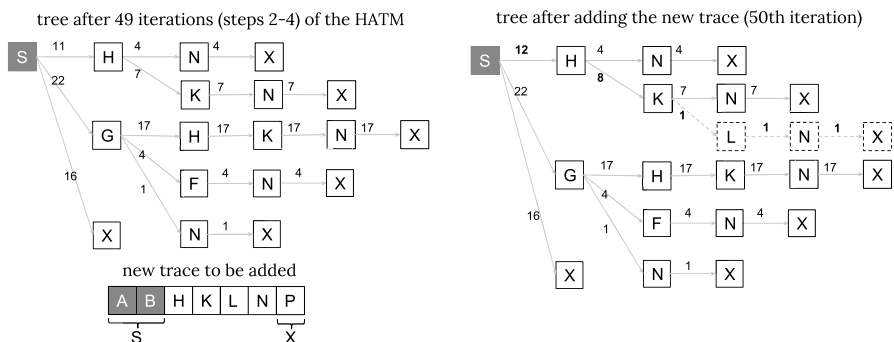 tree after 49 iterations (steps 2-4) of the HATM
S 11 H 4 N 4 X
7 K 7 N 7 X
22 G 17 H 17 K 17 N 17 X
4 F 4 N 4 X
1 N 1 X
16 X
new trace to be added
A B H K L N P
S X
tree after adding the new trace (50th iteration)
S 12 H 4 N 4 X
8 K 7 N 7 X
1 L 1 N 1 X
22 G 17 H 17 K 17 N 17 X
4 F 4 N 4 X
1 N 1 X
16 X